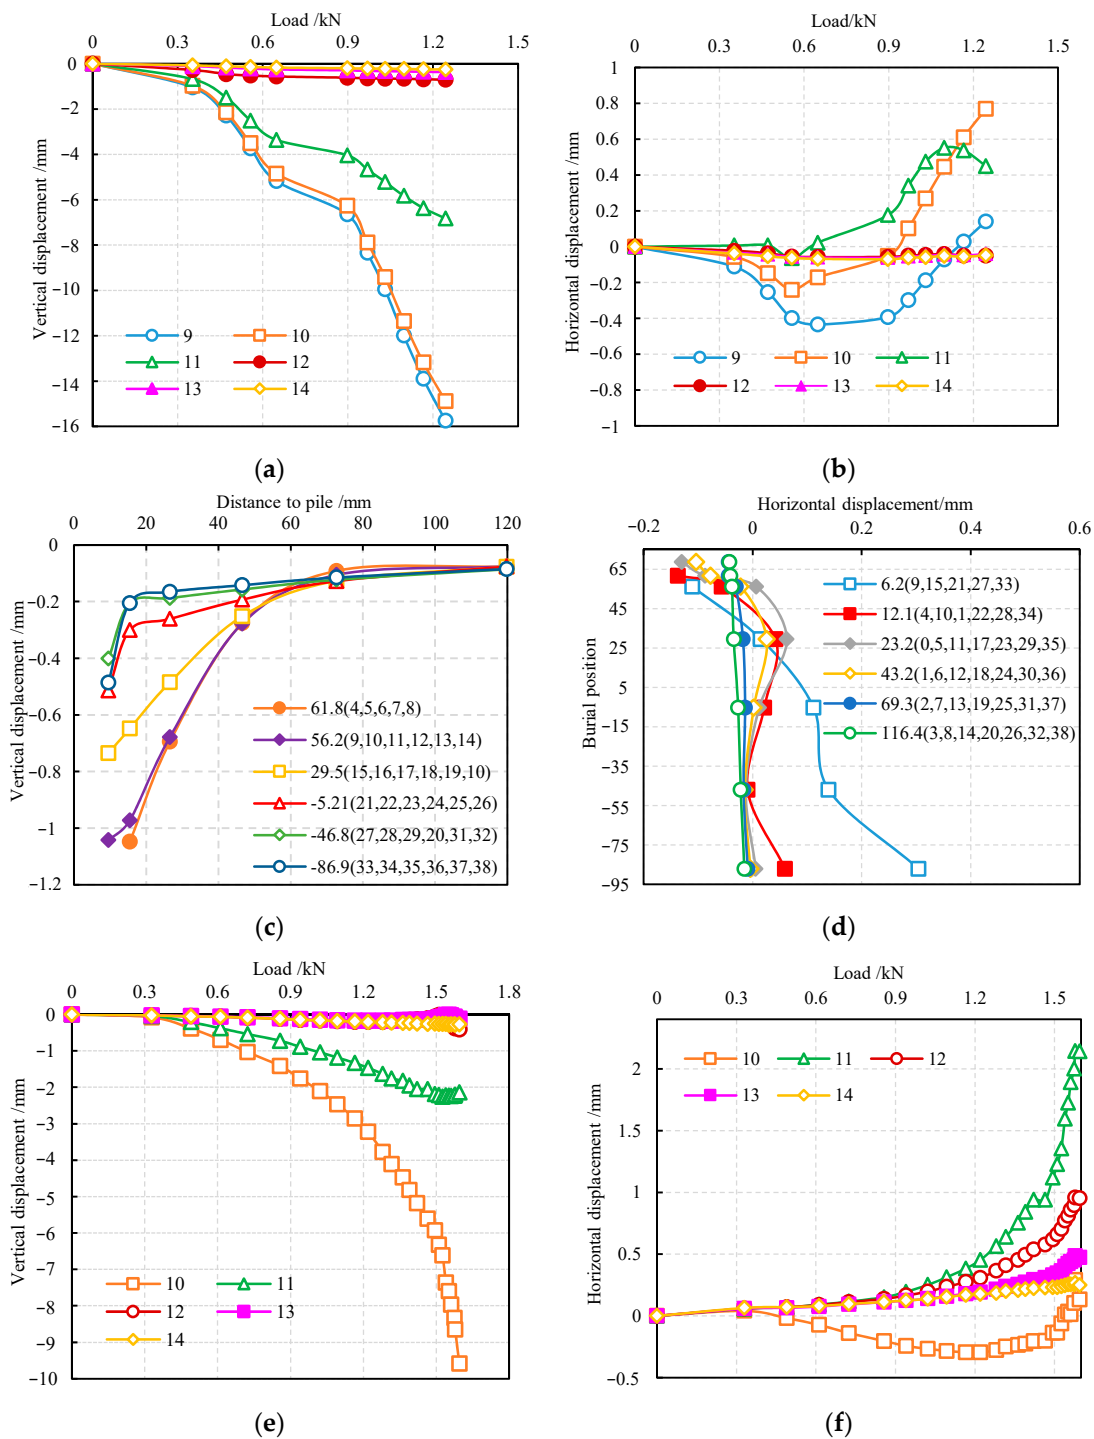 Load /kN
0 0.3 0.6 0.9 1.2 1.5
0
−2
−4
−6
−8
−10
−12
−14
−16
Vertical displacement /mm
9 10
11 12
13 14
(a)
Load/kN
0 0.3 0.6 0.9 1.2 1.5
1
0.8
0.6
0.4
0.2
0
−0.2
−0.4
−0.6
−0.8
−1
Horizontal displacement /mm
9 10 11
12 13 14
(b)
Distance to pile /mm
0 20 40 60 80 100 120
0
−0.2
−0.4
−0.6
−0.8
−1
−1.2
Vertical displacement /mm
61.8(4,5,6,7,8)
56.2(9,10,11,12,13,14)
29.5(15,16,17,18,19,10)
-5.21(21,22,23,24,25,26)
-46.8(27,28,29,20,31,32)
-86.9(33,34,35,36,37,38)
(c)
Horizontal displacement/mm
−0.2 0 0.2 0.4 0.6
65
45
25
5
−15
−35
−55
−75
−95
Burial position
6.2(9,15,21,27,33)
12.1(4,10,1,22,28,34)
23.2(0,5,11,17,23,29,35)
43.2(1,6,12,18,24,30,36)
69.3(2,7,13,19,25,31,37)
116.4(3,8,14,20,26,32,38)
(d)
Load /kN
0 0.3 0.6 0.9 1.2 1.5 1.8
0
−1
−2
−3
−4
−5
−6
−7
−8
−9
−10
Vertical displacement /mm
10 11
12 13
14
(e)
Load /kN
0 0.3 0.6 0.9 1.2 1.5
2
1.5
1
0.5
0
−0.5
Horizontal displacement /mm
10 11 12
13 14
(f)